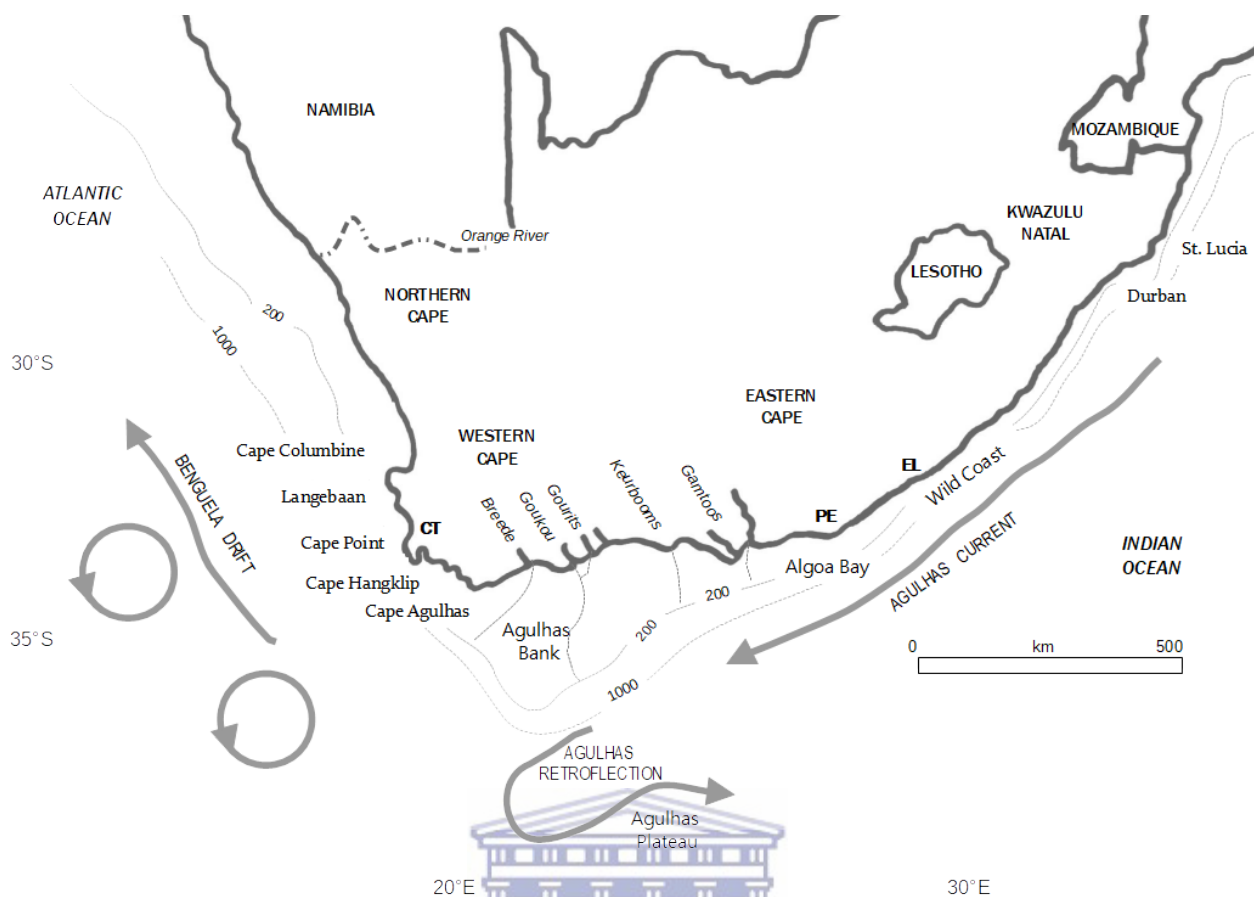 NAMIBIA
MOZAMBIQUE
ATLANTIC
OCEAN
KWAZULU
NATAL
Orange River
St. Lucia
LESOTHO
NORTHERN
CAPE
Durban
200
1000
30°S
EASTERN
CAPE
WESTERN
CAPE
Cape Columbine
BENGUELA DRIFT
Langebaan
Keurbooms
Gamtoos
EL
Wild Coast
Gourits
Goukou
Breede
CT
PE
Cape Point
INDIAN
OCEAN
AGULHAS CURRENT
Algoa Bay
Cape Hangklip
Cape Agulhas
200
200
35°S
Agulhas
Bank
0 km 500
1000
AGULHAS
RETROFLECTION
Agulhas
Plateau
20°E
30°E